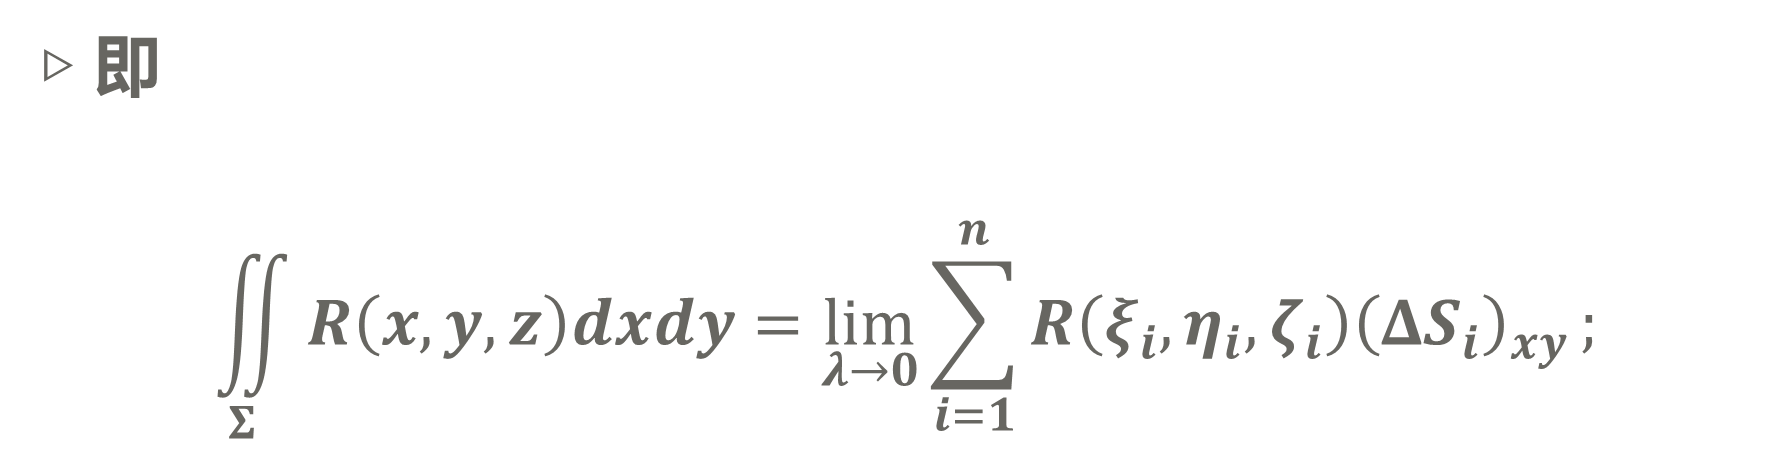 ▷ 即
∬_Σ R(x, y, z)dxdy = lim_{λ→0} ∑_{i=1}^{n} R(ξ_i, η_i, ζ_i)(ΔS_i)_{xy} ;